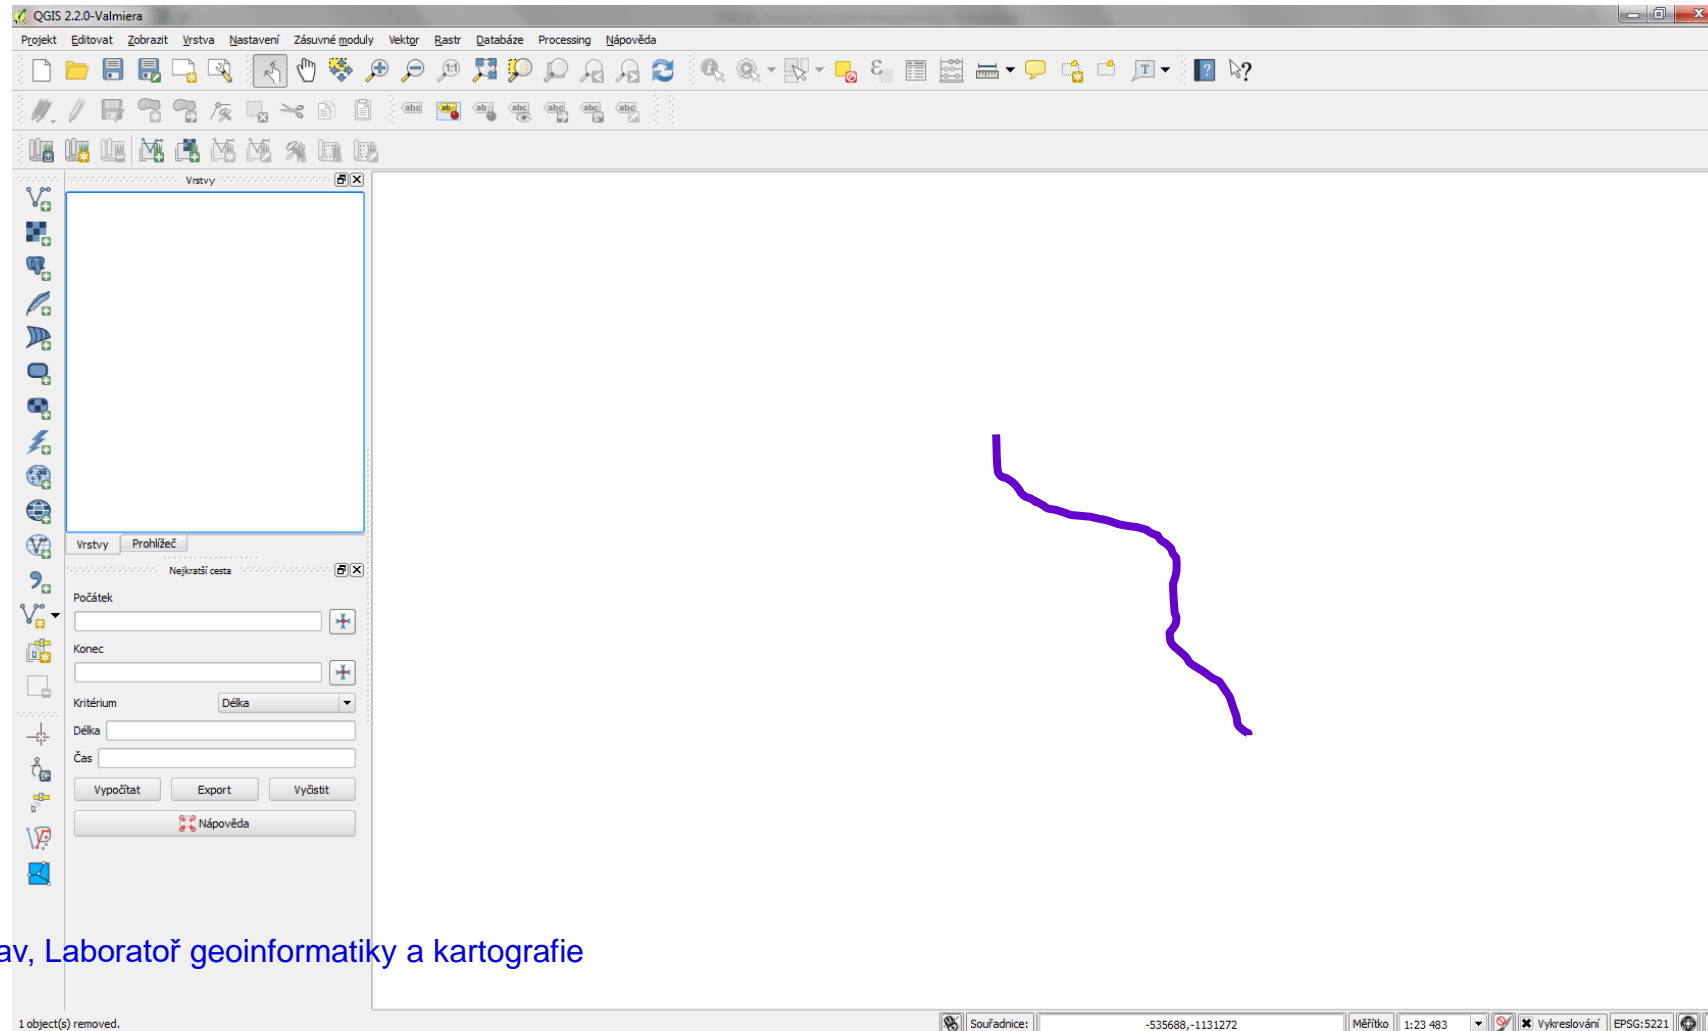 QGIS 2.2.0-Valmiera
Projekt Editovat Zobrazit Vrstva Nastavení Zásuvné moduly Vektor Rastr Databáze Processing Nápověda
Vrstvy
Vrstvy Prohlížeč
Nejkratší cesta
Počátek
Konec
Kritérium Délka
Délka
Čas
Vypočítat Export Vyčistit
Nápověda
av, Laboratoř geoinformatiky a kartografie
1 object(s) removed. Souřadnice: -535688,-1131272 Měřítko 1:23 483 Vykreslování EPSG:5221